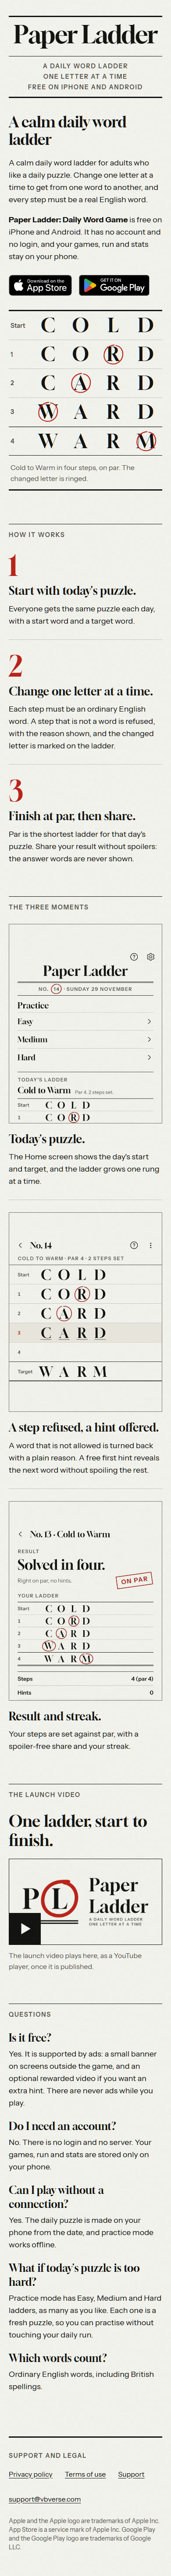 Paper Ladder
A DAILY WORD LADDER
ONE LETTER AT A TIME
FREE ON IPHONE AND ANDROID
A calm daily word
ladder
A calm daily word ladder for adults who
like a daily puzzle. Change one letter at a
time to get from one word to another, and
every step must be a real English word.
Paper Ladder: Daily Word Game is free on
iPhone and Android. It has no account and
no login, and your games, run and stats
stay on your phone.
Download on the
App Store
GET IT ON
Google Play
Start C O L D
1 C O R D
2 C A R D
3 W A R D
4 W A R M
Cold to Warm in four steps, on par. The
changed letter is ringed.
HOW IT WORKS
1
Start with today's puzzle.
Everyone gets the same puzzle each day,
with a start word and a target word.
2
Change one letter at a time.
Each step must be an ordinary English
word. A step that is not a word is refused,
with the reason shown, and the changed
letter is marked on the ladder.
3
Finish at par, then share.
Par is the shortest ladder for that day's
puzzle. Share your result without spoilers:
the answer words are never shown.
THE THREE MOMENTS
Paper Ladder
NO. 14 · SUNDAY 29 NOVEMBER
Practice
Easy
Medium
Hard
TODAY'S LADDER
Cold to Warm Par 4. 2 steps set.
Start C O L D
1 C O R D
Today's puzzle.
The Home screen shows the day's start
and target, and the ladder grows one rung
at a time.
No. 14
COLD TO WARM · PAR 4 · 2 STEPS SET
Start C O L D
1 C O R D
2 C A R D
3 C A R D
4
Target W A R M
A step refused, a hint offered.
A word that is not allowed is turned back
with a plain reason. A free first hint reveals
the next word without spoiling the rest.
No. 13 · Cold to Warm
RESULT
Solved in four.
Right on par, no hints.
ON PAR
YOUR LADDER
Start C O L D
1 C O R D
2 C A R D
3 W A R D
4 W A R M
Steps 4 (par 4)
Hints 0
Result and streak.
Your steps are set against par, with a
spoiler-free share and your streak.
THE LAUNCH VIDEO
One ladder, start to
finish.
PL
Paper
Ladder
A DAILY WORD LADDER
ONE LETTER AT A TIME
The launch video plays here, as a YouTube
player, once it is published.
QUESTIONS
Is it free?
Yes. It is supported by ads: a small banner
on screens outside the game, and an
optional rewarded video if you want an
extra hint. There are never ads while you
play.
Do I need an account?
No. There is no login and no server. Your
games, run and stats are stored only on
your phone.
Can I play without a
connection?
Yes. The daily puzzle is made on your
phone from the date, and practice mode
works offline.
What if today's puzzle is too
hard?
Practice mode has Easy, Medium and Hard
ladders, as many as you like. Each one is a
fresh puzzle, so you can practise without
touching your daily run.
Which words count?
Ordinary English words, including British
spellings.
SUPPORT AND LEGAL
Privacy policy Terms of use Support
support@vbverse.com
Apple and the Apple logo are trademarks of Apple Inc.
App Store is a service mark of Apple Inc. Google Play
and the Google Play logo are trademarks of Google
LLC.